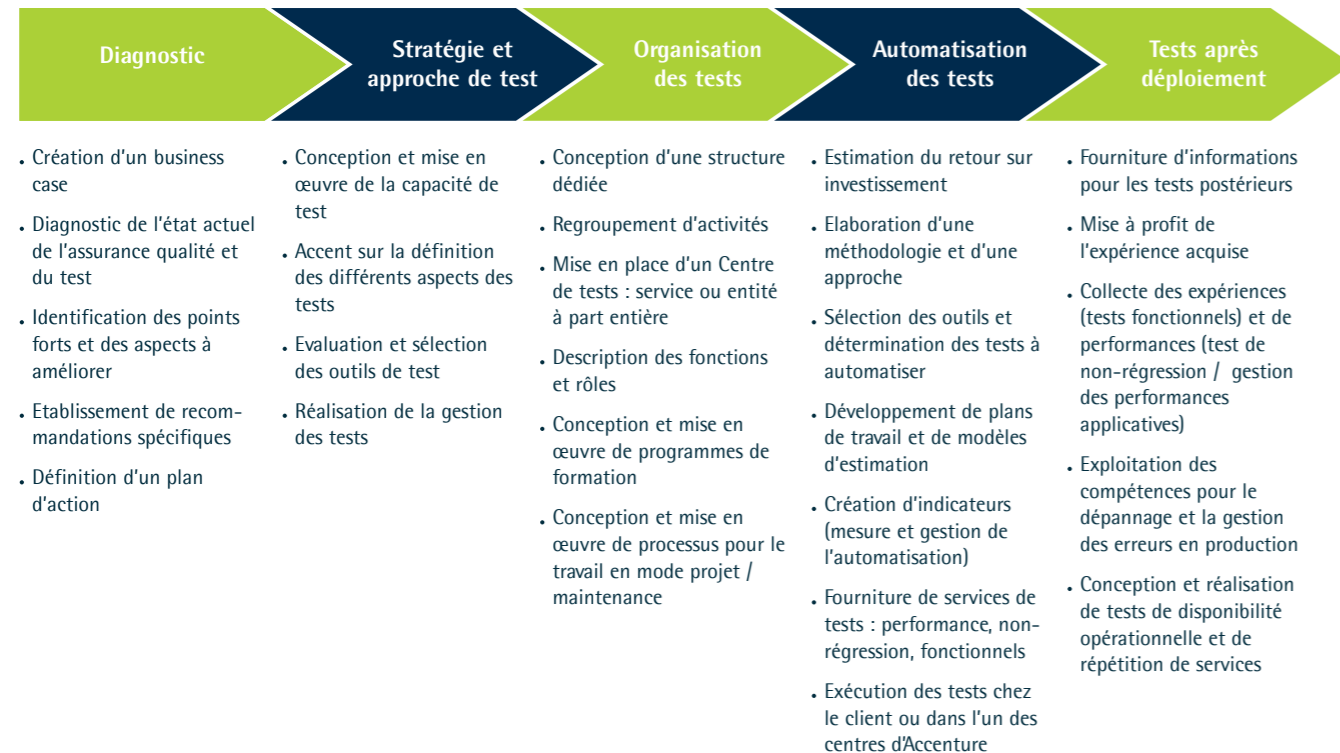 Diagnostic
Stratégie et
approche de test
Organisation
des tests
Automatisation
des tests
Tests après
déploiement
. Création d'un business
case
. Diagnostic de l'état actuel
de l'assurance qualité et
du test
. Identification des points
forts et des aspects à
améliorer
. Etablissement de recom-
mandations spécifiques
. Définition d'un plan
d'action
. Conception et mise en
œuvre de la capacité de
test
. Accent sur la définition
des différents aspects des
tests
. Evaluation et sélection
des outils de test
. Réalisation de la gestion
des tests
. Conception d'une structure
dédiée
. Regroupement d'activités
. Mise en place d'un Centre
de tests : service ou entité
à part entière
. Description des fonctions
et rôles
. Conception et mise en
œuvre de programmes de
formation
. Conception et mise en
œuvre de processus pour le
travail en mode projet /
maintenance
. Estimation du retour sur
investissement
. Elaboration d'une
méthodologie et d'une
approche
. Sélection des outils et
détermination des tests à
automatiser
. Développement de plans
de travail et de modèles
d'estimation
. Création d'indicateurs
(mesure et gestion de
l'automatisation)
. Fourniture de services de
tests : performance, non-
régression, fonctionnels
. Exécution des tests chez
le client ou dans l'un des
centres d'Accenture
. Fourniture d'informations
pour les tests postérieurs
. Mise à profit de
l'expérience acquise
. Collecte des expériences
(tests fonctionnels) et de
performances (test de
non-régression / gestion
des performances
applicatives)
. Exploitation des
compétences pour le
dépannage et la gestion
des erreurs en production
. Conception et réalisation
de tests de disponibilité
opérationnelle et de
répétition de services